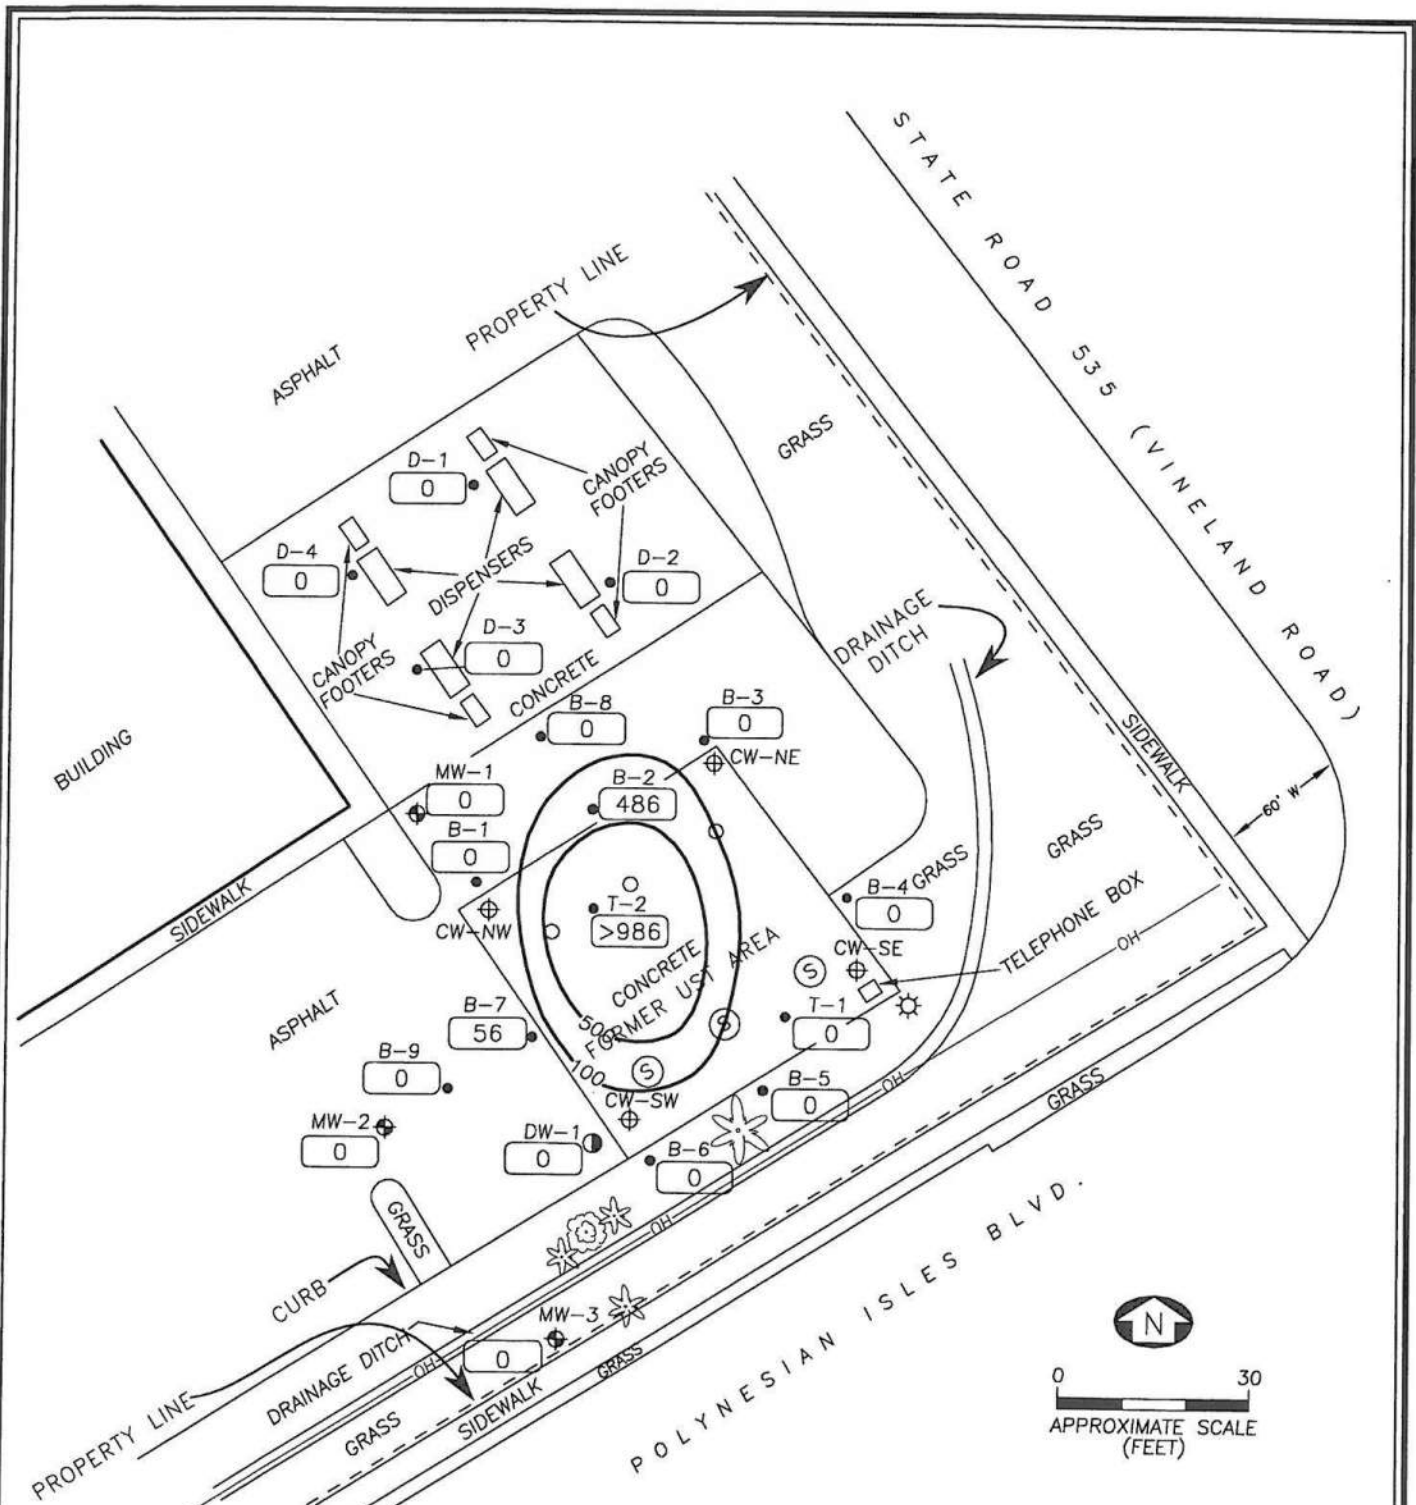 STATE ROAD 535 (VINELAND ROAD)
PROPERTY LINE
ASPHALT
GRASS
D-1
0
CANOPY
FOOTERS
D-4
0
DISPENSERS
D-2
0
D-3
0
CANOPY
FOOTERS
CONCRETE
DRAINAGE
DITCH
B-8
0
B-3
0
CW-NE
SIDEWALK
BUILDING
MW-1
0
B-2
486
60' W
B-1
0
GRASS
GRASS
SIDEWALK
T-2
>986
B-4
0
TELEPHONE BOX
CW-NW
CW-SE
OH
CONCRETE
FORMER UST AREA
S
ASPHALT
B-7
56
500
S
T-1
0
B-9
0
100
S
CW-SW
B-5
0
OH
GRASS
MW-2
0
DW-1
0
B-6
0
GRASS
OH
CURB
MW-3
0
POLYNESIAN ISLES BLVD.
N
DRAINAGE DITCH
OH
GRASS
PROPERTY LINE
GRASS
SIDEWALK
0 30
APPROXIMATE SCALE
(FEET)